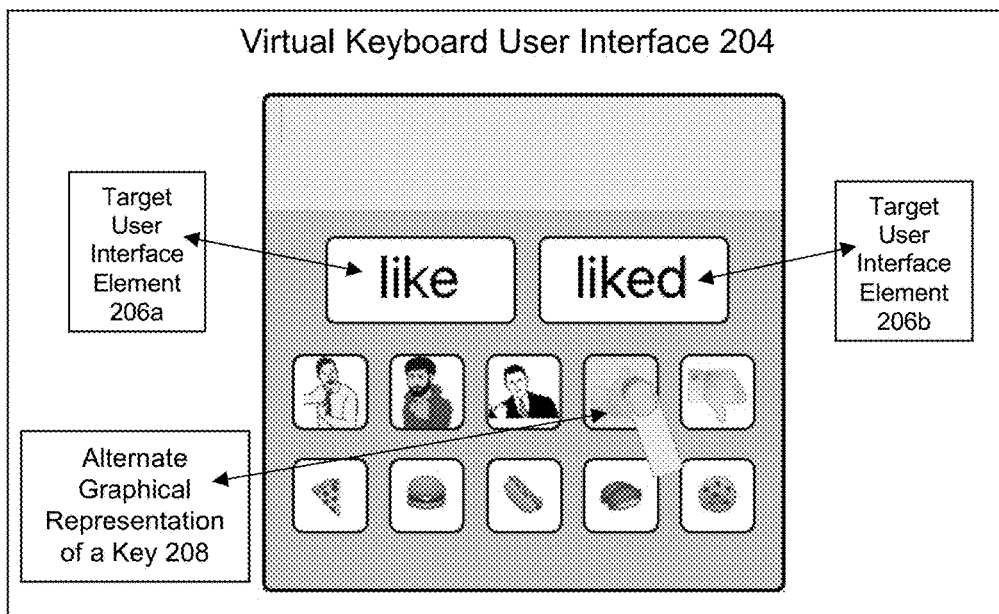 Virtual Keyboard User Interface 204
Target
User
Interface
Element
206a
like
liked
Target
User
Interface
Element
206b
Alternate
Graphical
Representation
of a Key 208